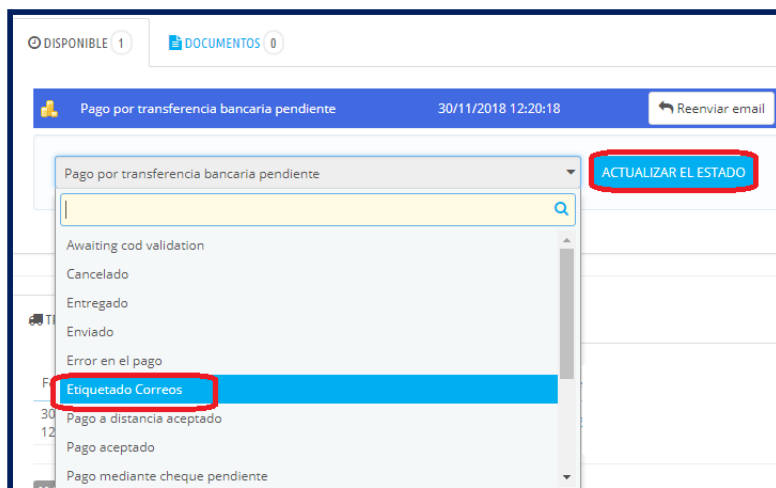 DISPONIBLE 1 DOCUMENTOS 0
Pago por transferencia bancaria pendiente 30/11/2018 12:20:18 Reenviar email
Pago por transferencia bancaria pendiente ACTUALIZAR EL ESTADO
Awaiting cod validation
Cancelado
Entregado
Enviado
Error en el pago
Etiquetado Correos
30
Pago a distancia aceptado
12
Pago aceptado
Pago mediante cheque pendiente